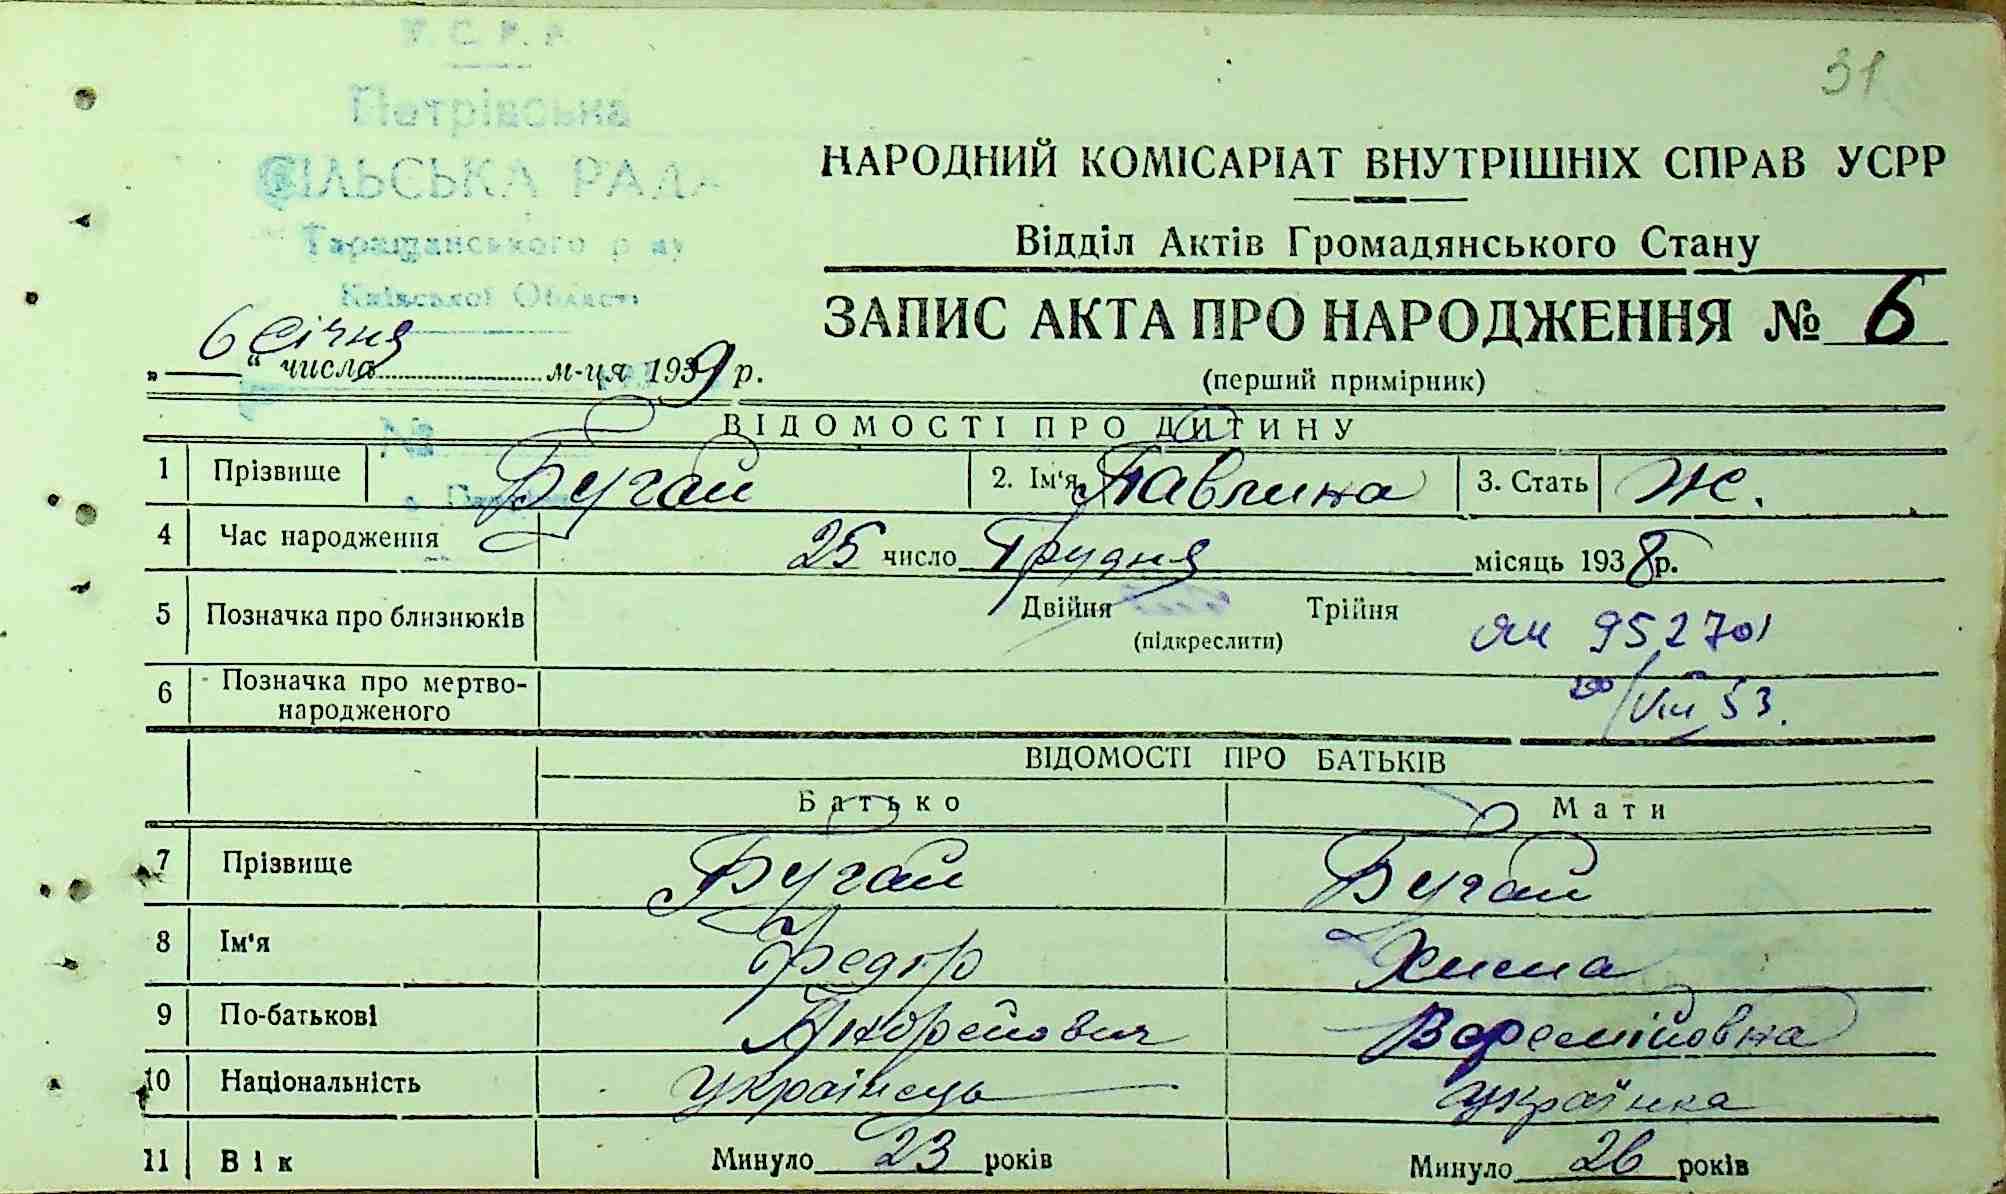 31
У.С.Р.Р.
Петрівська
СІЛЬСЬКА РАДА
Таращанського р-ну
Київської Області
№
НАРОДНИЙ КОМІСАРІАТ ВНУТРІШНІХ СПРАВ УСРР
Відділ Актів Громадянського Стану
ЗАПИС АКТА ПРО НАРОДЖЕННЯ № 6
(перший примірник)
„ 6 “ числа Січня м-ця 1939 р.
ВІДОМОСТІ ПРО ДИТИНУ
1 Прізвище Бугай 2. Ім'я Павлина 3. Стать Ж.
4 Час народження 25 число Грудня місяць 1938 р.
5 Позначка про близнюків Двійня Трійня
(підкреслити)
952701
6 Позначка про мертво-
народженого
VIII 53.
ВІДОМОСТІ ПРО БАТЬКІВ
Батько Мати
7 Прізвище Бугай Бугай
8 Ім'я Федір
9 По-батькові Андрейович
10 Національність Українець Українка
11 Вік Минуло 23 років Минуло 26 років